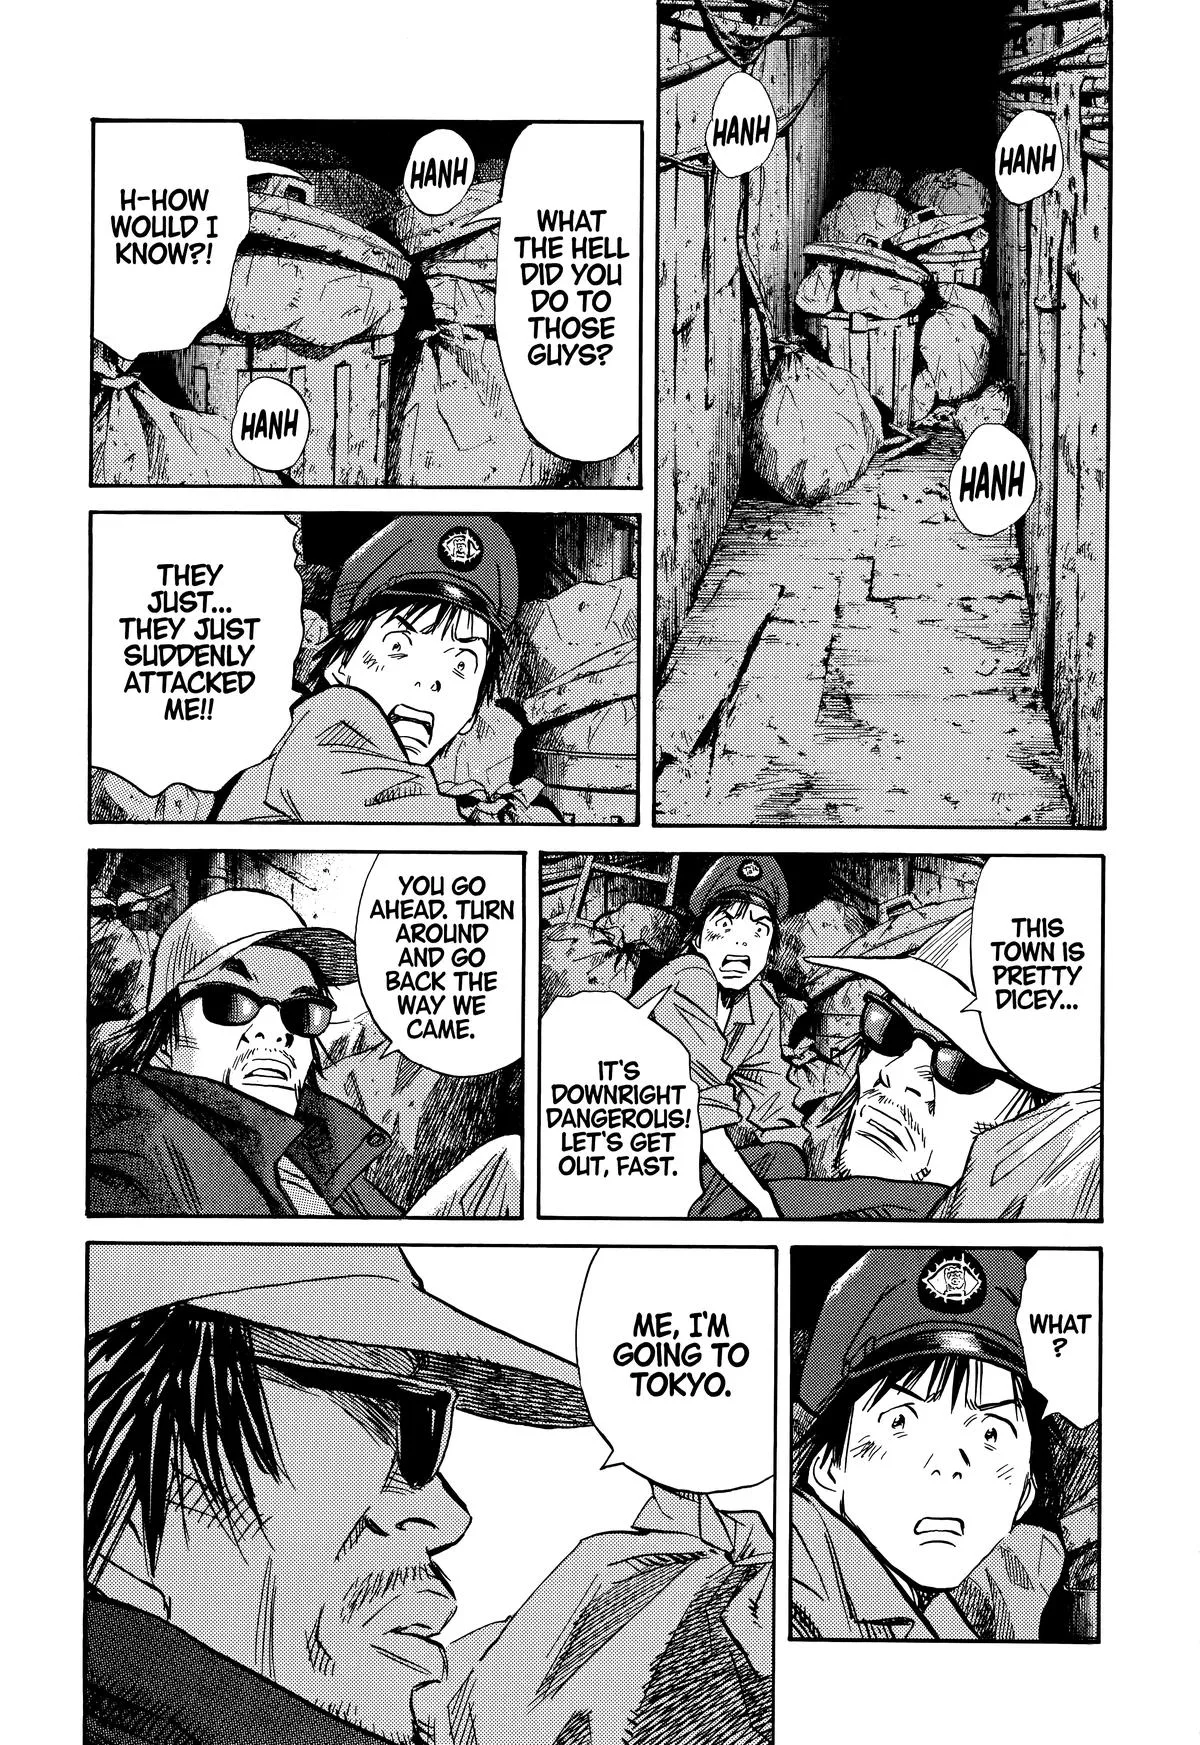 HANH
HANH
HANH
WHAT
THE HELL
DID YOU
DO TO
THOSE
GUYS?
HANH
H-HOW
WOULD I
KNOW?!
HANH
THEY
JUST...
THEY JUST
SUDDENLY
ATTACKED
ME!!
THIS
TOWN IS
PRETTY
DICEY...
IT'S
DOWNRIGHT
DANGEROUS!
LET'S GET
OUT, FAST.
YOU GO
AHEAD. TURN
AROUND
AND GO
BACK THE
WAY WE
CAME.
WHAT
?
ME, I'M
GOING TO
TOKYO.